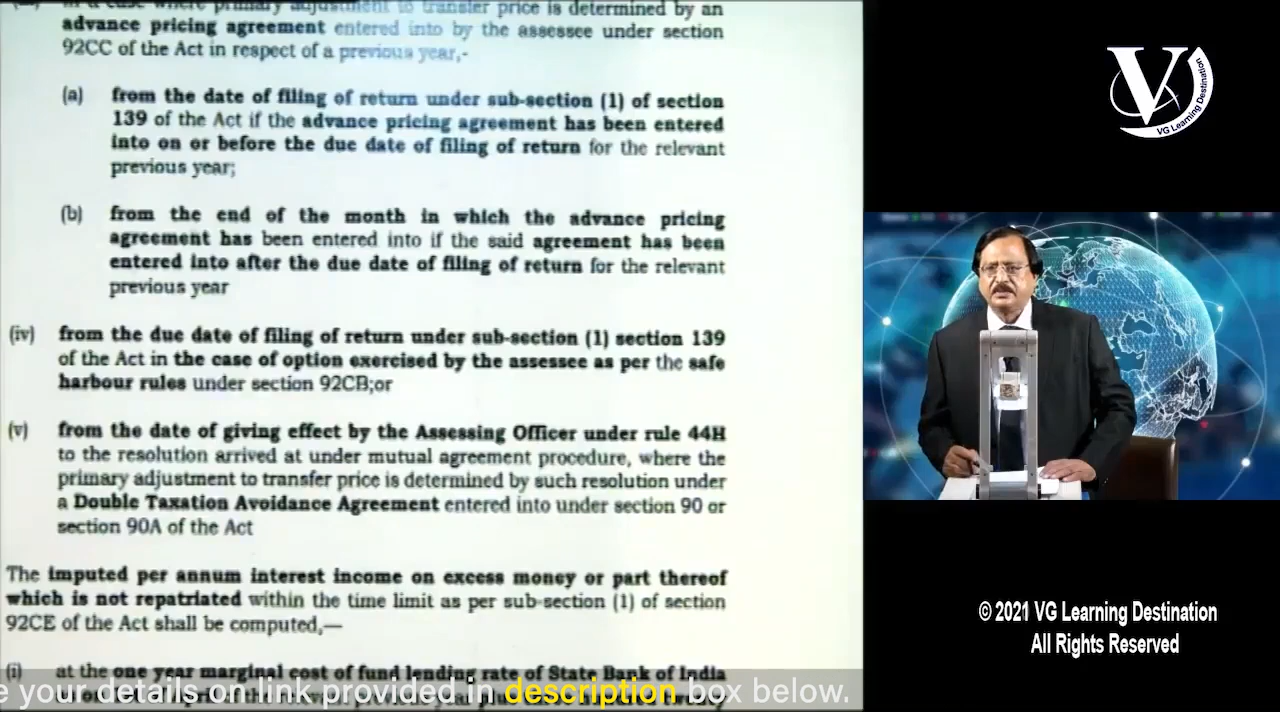 in a case where primary adjustment to transfer price is determined by an
advance pricing agreement entered into by the assessee under section
92CC of the Act in respect of a previous year,-
(a) from the date of filing of return under sub-section (1) of section
139 of the Act if the advance pricing agreement has been entered
into on or before the due date of filing of return for the relevant
previous year;
(b) from the end of the month in which the advance pricing
agreement has been entered into if the said agreement has been
entered into after the due date of filing of return for the relevant
previous year
(iv) from the due date of filing of return under sub-section (1) section 139
of the Act in the case of option exercised by the assessee as per the safe
harbour rules under section 92CB;or
(v) from the date of giving effect by the Assessing Officer under rule 44H
to the resolution arrived at under mutual agreement procedure, where the
primary adjustment to transfer price is determined by such resolution under
a Double Taxation Avoidance Agreement entered into under section 90 or
section 90A of the Act
The imputed per annum interest income on excess money or part thereof
which is not repatriated within the time limit as per sub-section (1) of section
92CE of the Act shall be computed,—
(i) at the one year marginal cost of fund lending rate of State Bank of India
e your details on link provided in description box below.
V
VG Learning Destination
© 2021 VG Learning Destination
All Rights Reserved